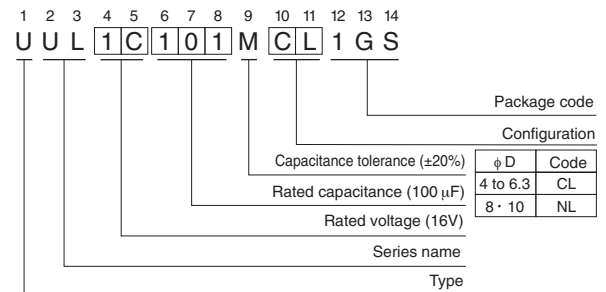 1 2 3 4 5 6 7 8 9 10 11 12 13 14
U U L 1 C 1 0 1 M C L 1 G S
Package code
Configuration
Capacitance tolerance (±20%)
φ D Code
4 to 6.3 CL
8 · 10 NL
Rated capacitance (100 µF)
Rated voltage (16V)
Series name
Type